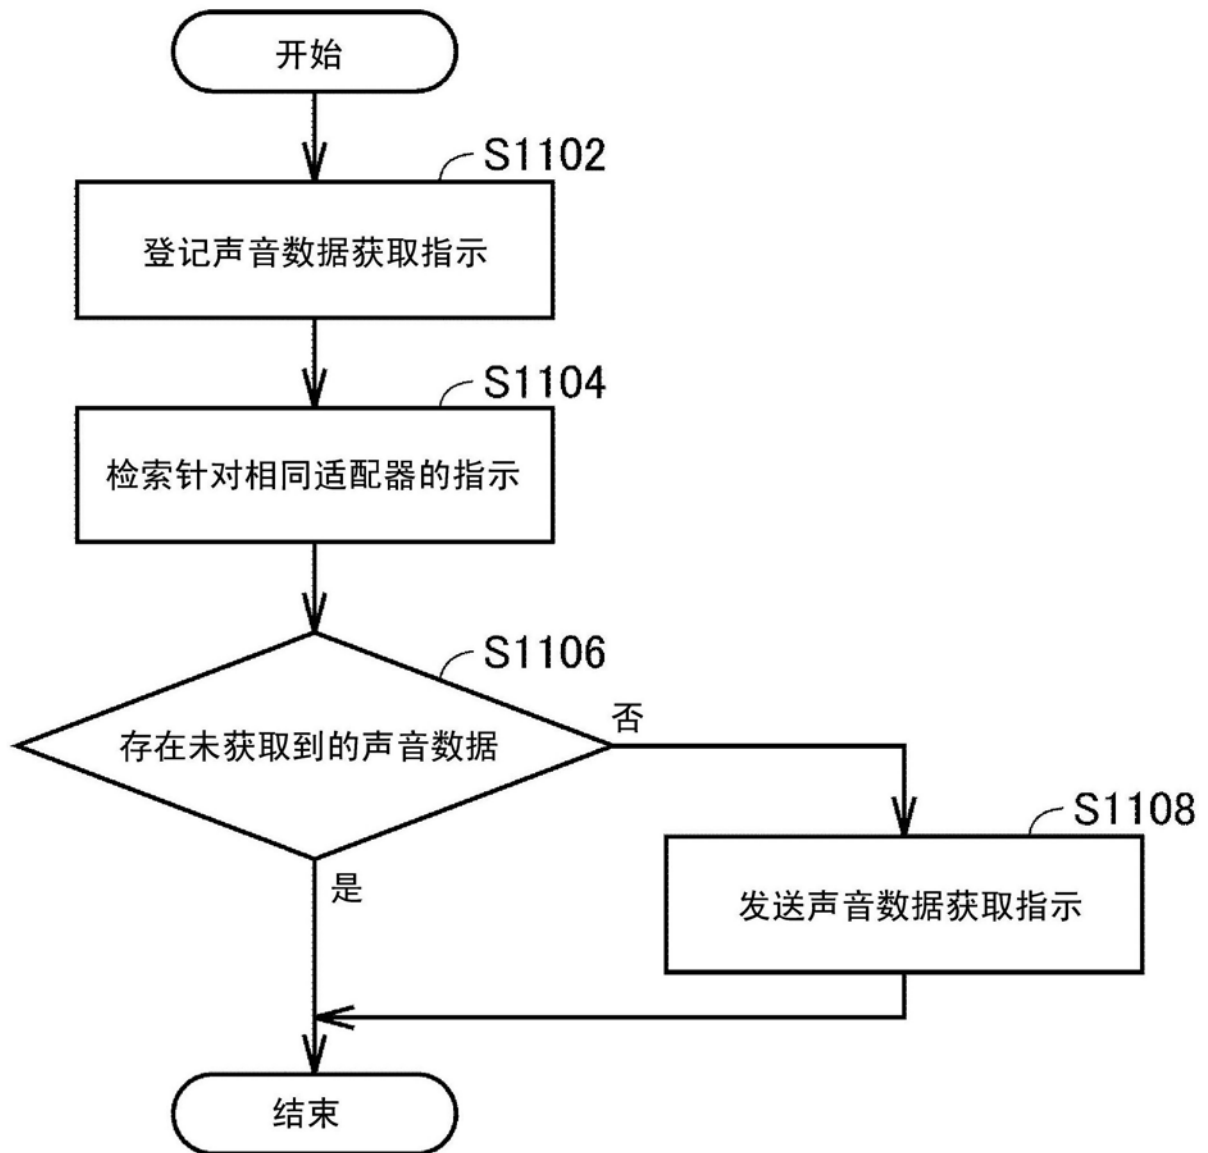 开始
S1102
登记声音数据获取指示
S1104
检索针对相同适配器的指示
S1106
存在未获取到的声音数据
否
S1108
发送声音数据获取指示
是
结束